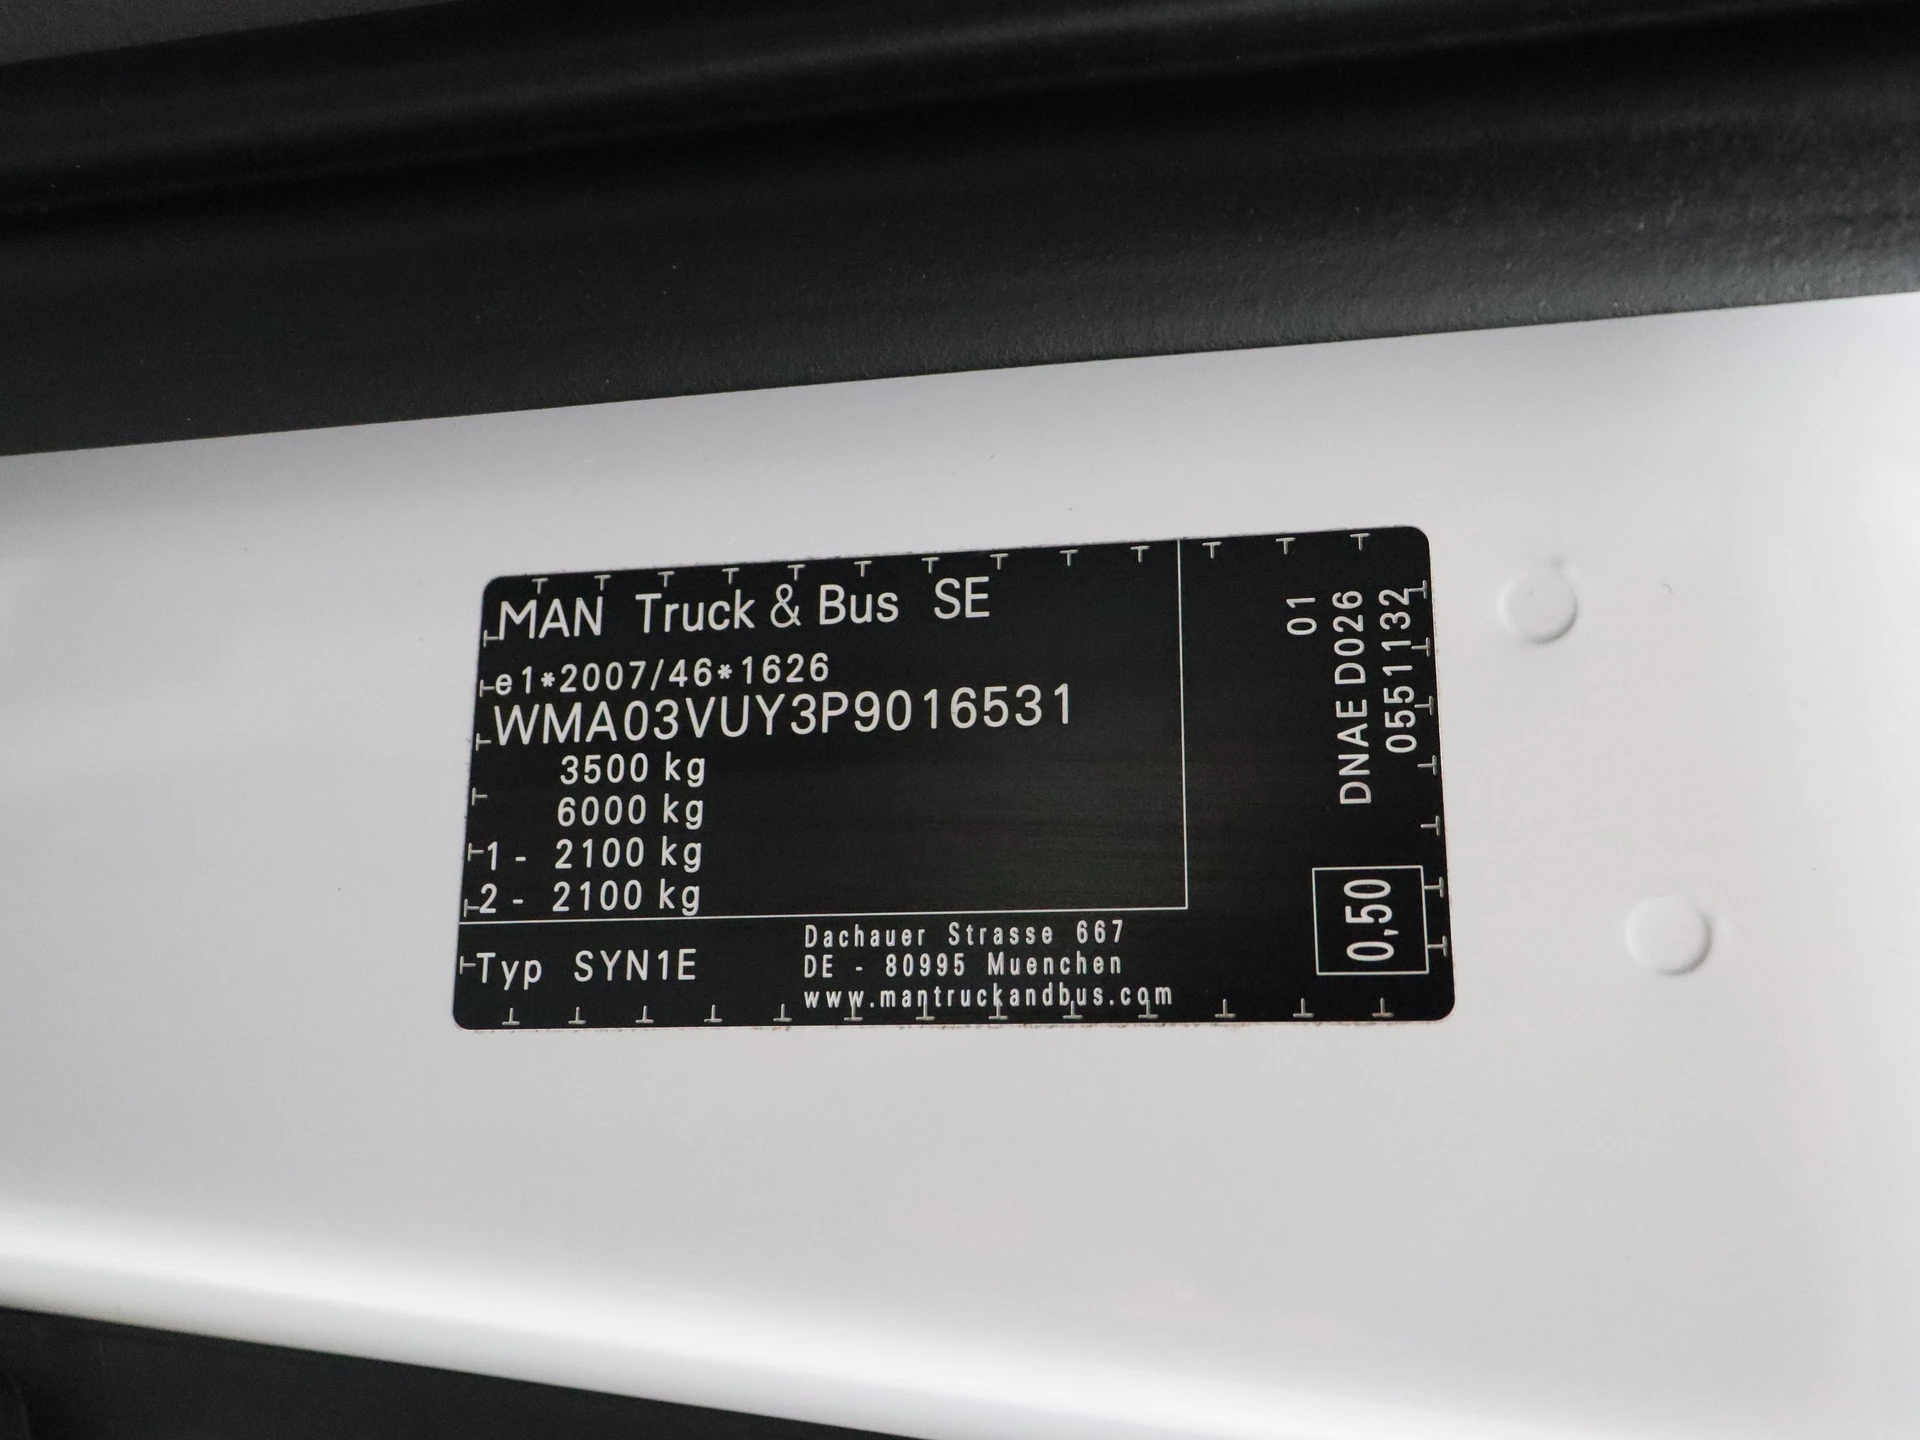 MAN Truck & Bus SE
e1*2007/46*1626
WMA03VUY3P9016531
3500 kg
6000 kg
1 - 2100 kg
2 - 2100 kg
Typ SYN1E
Dachauer Strasse 667
DE - 80995 Muenchen
www.mantruckandbus.com
01
DNAE D026
0551132
0,50